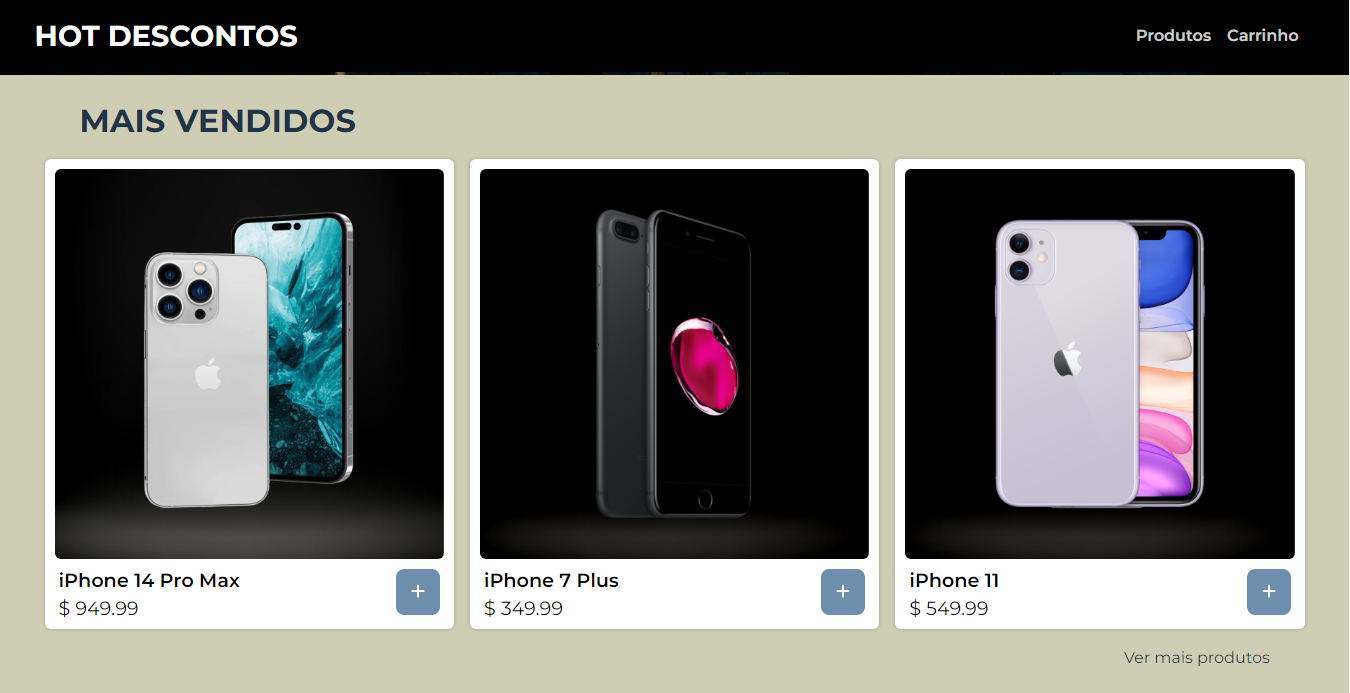 HOT DESCONTOS
Produtos Carrinho
MAIS VENDIDOS
iPhone 14 Pro Max
$ 949.99
+
iPhone 7 Plus
$ 349.99
+
iPhone 11
$ 549.99
+
Ver mais produtos